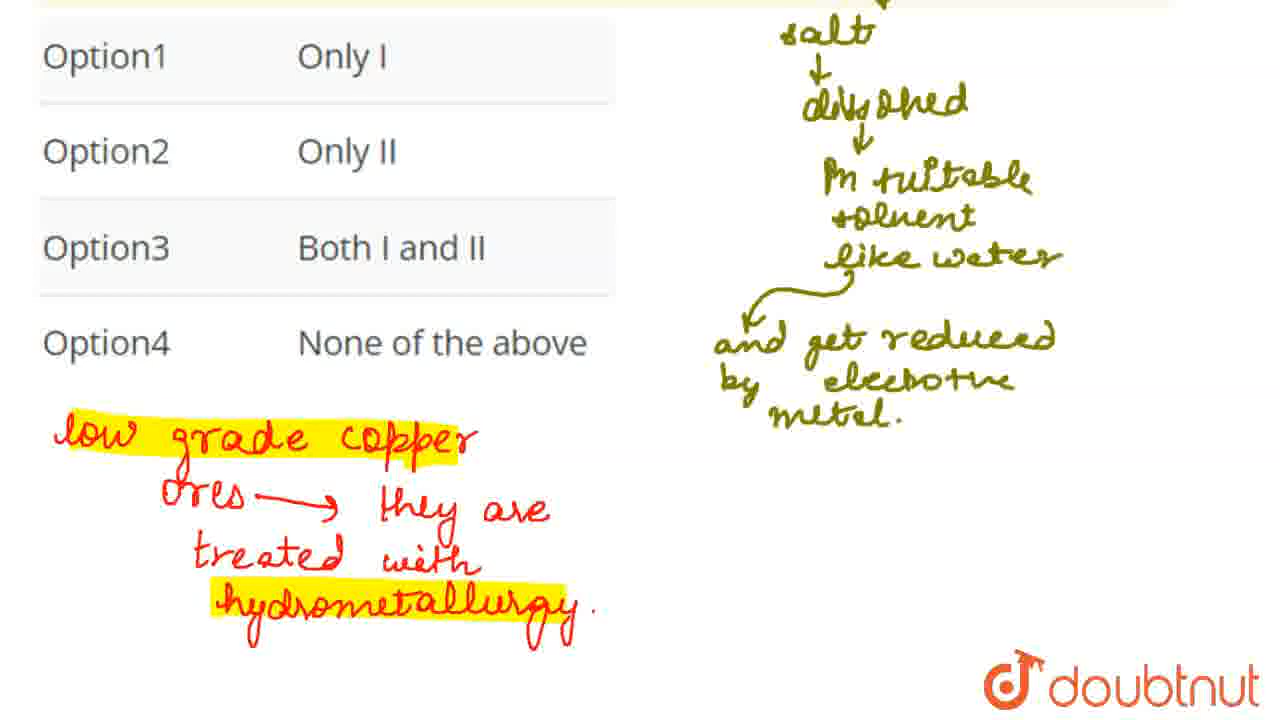 Option1 Only I
Option2 Only II
Option3 Both I and II
Option4 None of the above
low grade copper
ores → they are
treated with
hydrometallurgy.
salt
↓
dissolved
↓
In suitable
solvent
like water
and get reduced
by electrotive
metal.
doubtnut